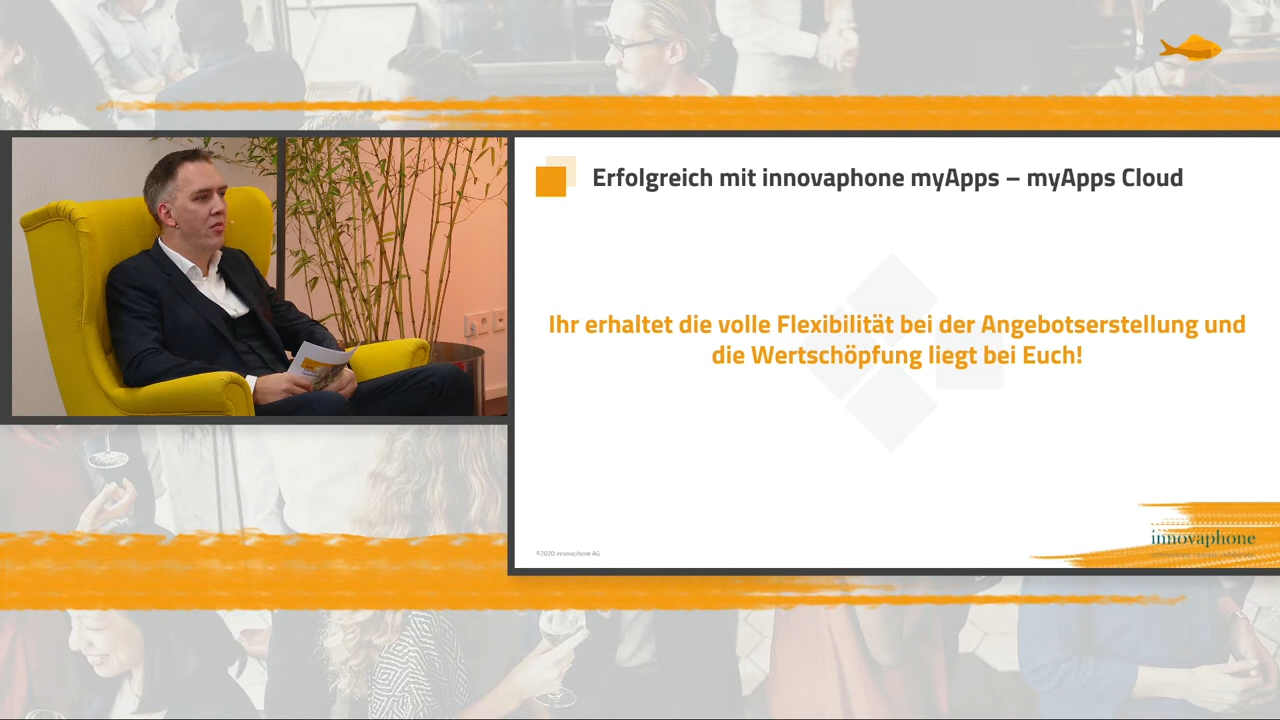 Erfolgreich mit innovaphone myApps – myApps Cloud
Ihr erhaltet die volle Flexibilität bei der Angebotserstellung und
die Wertschöpfung liegt bei Euch!
©2020 innovaphone AG
innovaphone